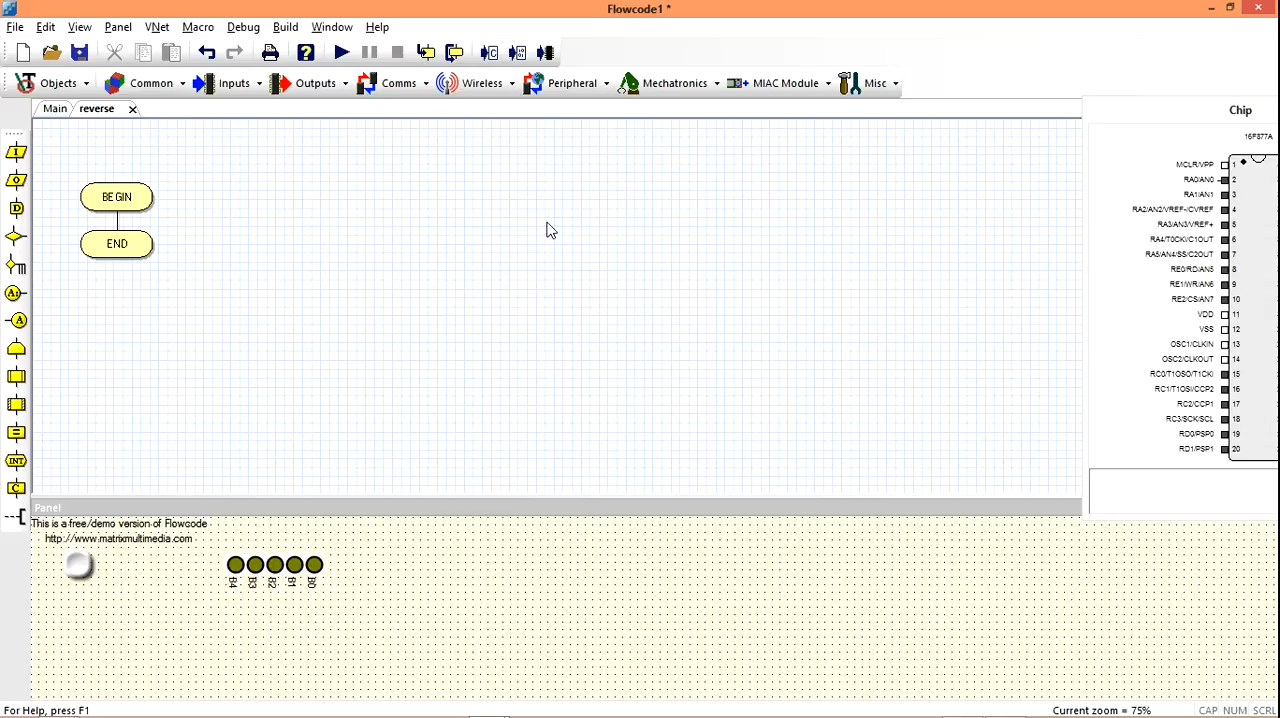 Flowcode1 *
File Edit View Panel VNet Macro Debug Build Window Help
Objects Common Inputs Outputs Comms Wireless Peripheral Mechatronics MIAC Module Misc
Main reverse
BEGIN
END
Chip
16F877A
MCLR/VPP 1
RA0/AN0 2
RA1/AN1 3
RA2/AN2/VREF-/CVREF 4
RA3/AN3/VREF+ 5
RA4/T0CKI/C1OUT 6
RA5/AN4/SS/C2OUT 7
RE0/RD/AN5 8
RE1/WR/AN6 9
RE2/CS/AN7 10
VDD 11
VSS 12
OSC1/CLKIN 13
OSC2/CLKOUT 14
RC0/T1OSO/T1CKI 15
RC1/T1OSI/CCP2 16
RC2/CCP1 17
RC3/SCK/SCL 18
RD0/PSP0 19
RD1/PSP1 20
Panel
This is a free/demo version of Flowcode
http://www.matrixmultimedia.com
B4 B3 B2 B1 B0
For Help, press F1
Current zoom = 75%
CAP NUM SCRL